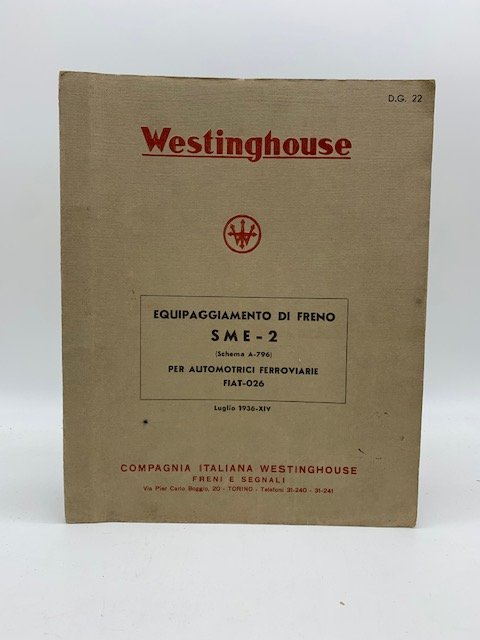 D.G. 22
Westinghouse
W
EQUIPAGGIAMENTO DI FRENO
SME-2
(Schema A-796)
PER AUTOMOTRICI FERROVIARIE
FIAT-026
Luglio 1936-XIV
COMPAGNIA ITALIANA WESTINGHOUSE
FRENI E SEGNALI
Via Pier Carlo Boggio, 20 - TORINO - Telefoni 31-240 - 31-241